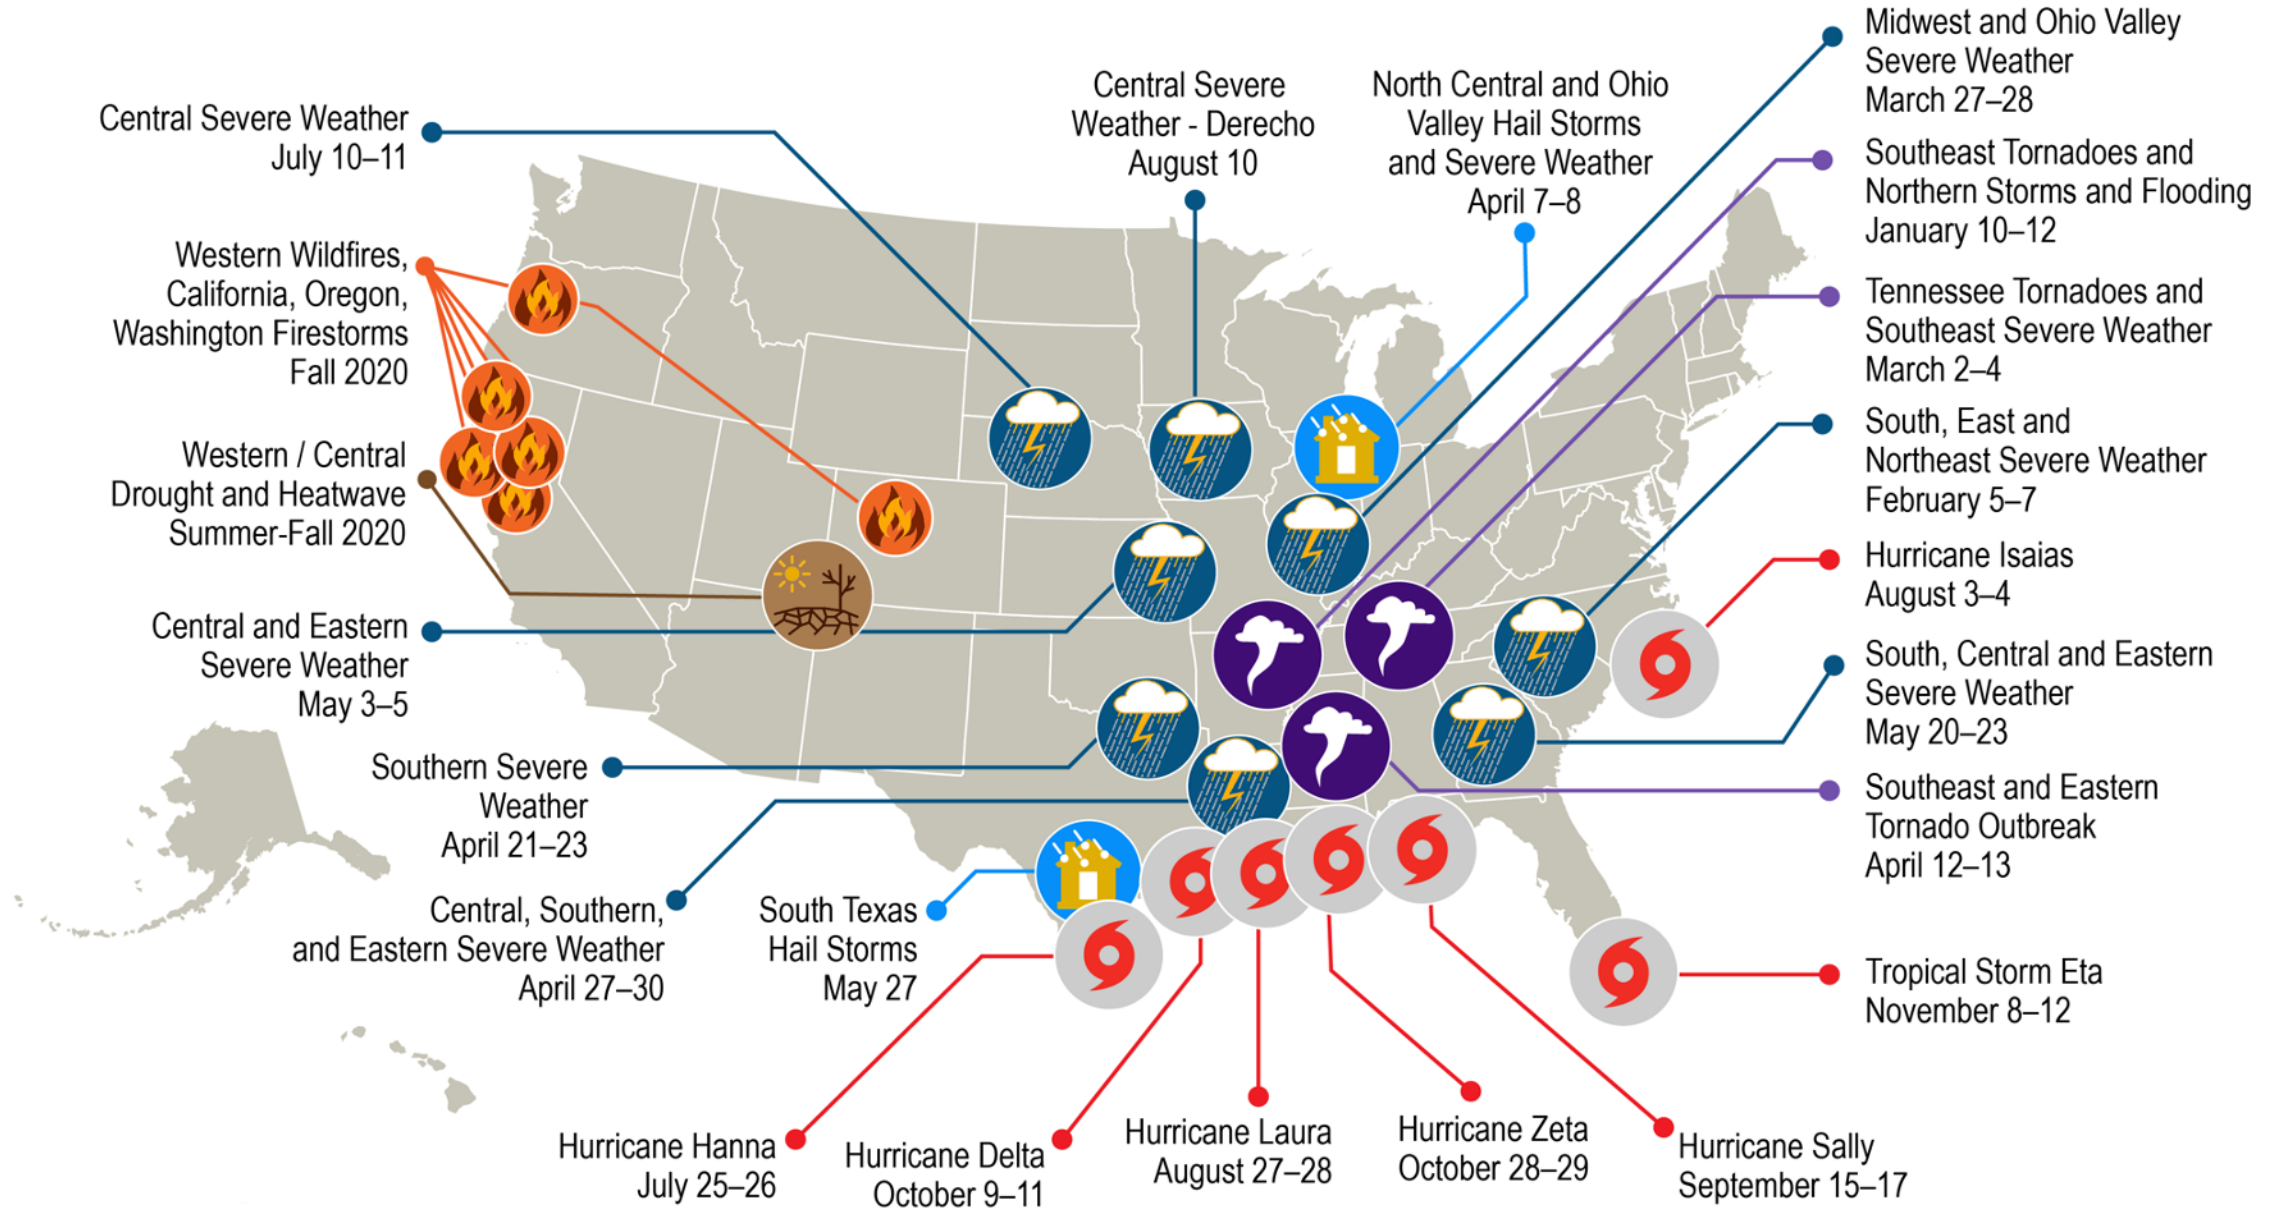 Central Severe Weather
July 10–11
Western Wildfires,
California, Oregon,
Washington Firestorms
Fall 2020
Western / Central
Drought and Heatwave
Summer-Fall 2020
Central and Eastern
Severe Weather
May 3–5
Southern Severe
Weather
April 21–23
Central, Southern,
and Eastern Severe Weather
April 27–30
South Texas
Hail Storms
May 27
Hurricane Hanna
July 25–26
Hurricane Delta
October 9–11
Hurricane Laura
August 27–28
Hurricane Zeta
October 28–29
Hurricane Sally
September 15–17
Central Severe
Weather - Derecho
August 10
North Central and Ohio
Valley Hail Storms
and Severe Weather
April 7–8
Midwest and Ohio Valley
Severe Weather
March 27–28
Southeast Tornadoes and
Northern Storms and Flooding
January 10–12
Tennessee Tornadoes and
Southeast Severe Weather
March 2–4
South, East and
Northeast Severe Weather
February 5–7
Hurricane Isaias
August 3–4
South, Central and Eastern
Severe Weather
May 20–23
Southeast and Eastern
Tornado Outbreak
April 12–13
Tropical Storm Eta
November 8–12